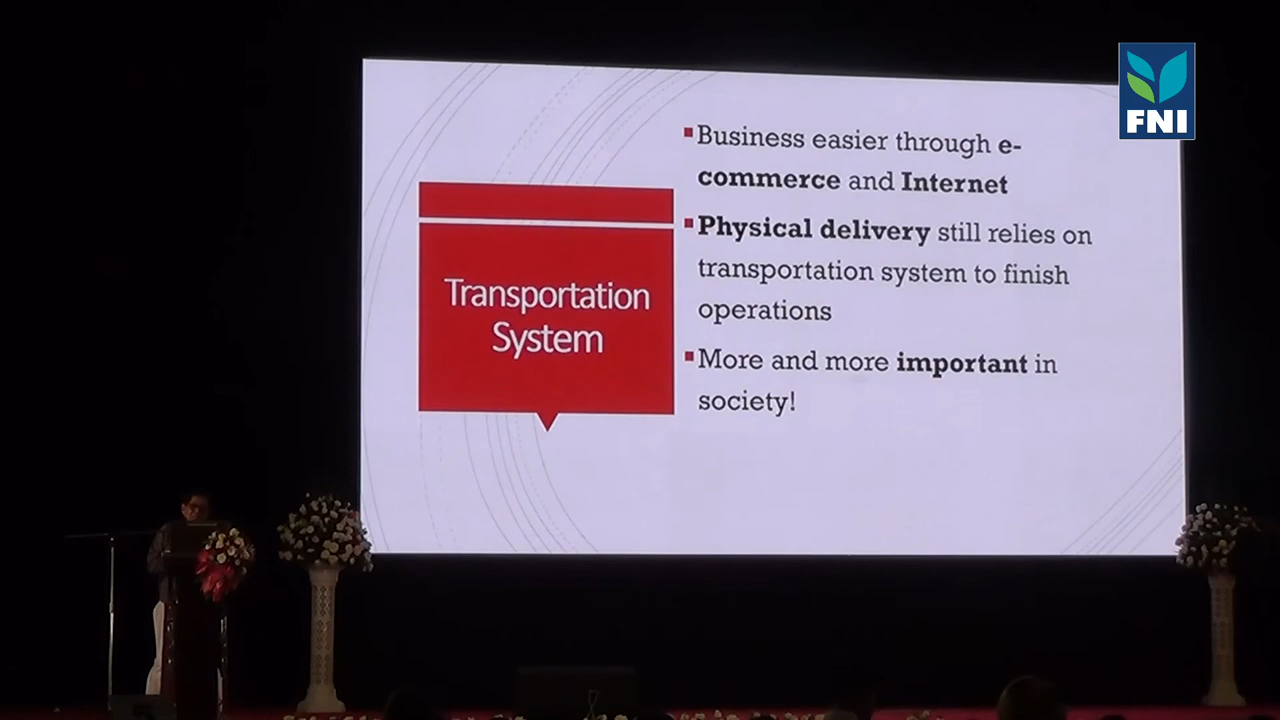 FNI
Transportation
System
▪Business easier through e-
commerce and Internet
▪Physical delivery still relies on
transportation system to finish
operations
▪More and more important in
society!